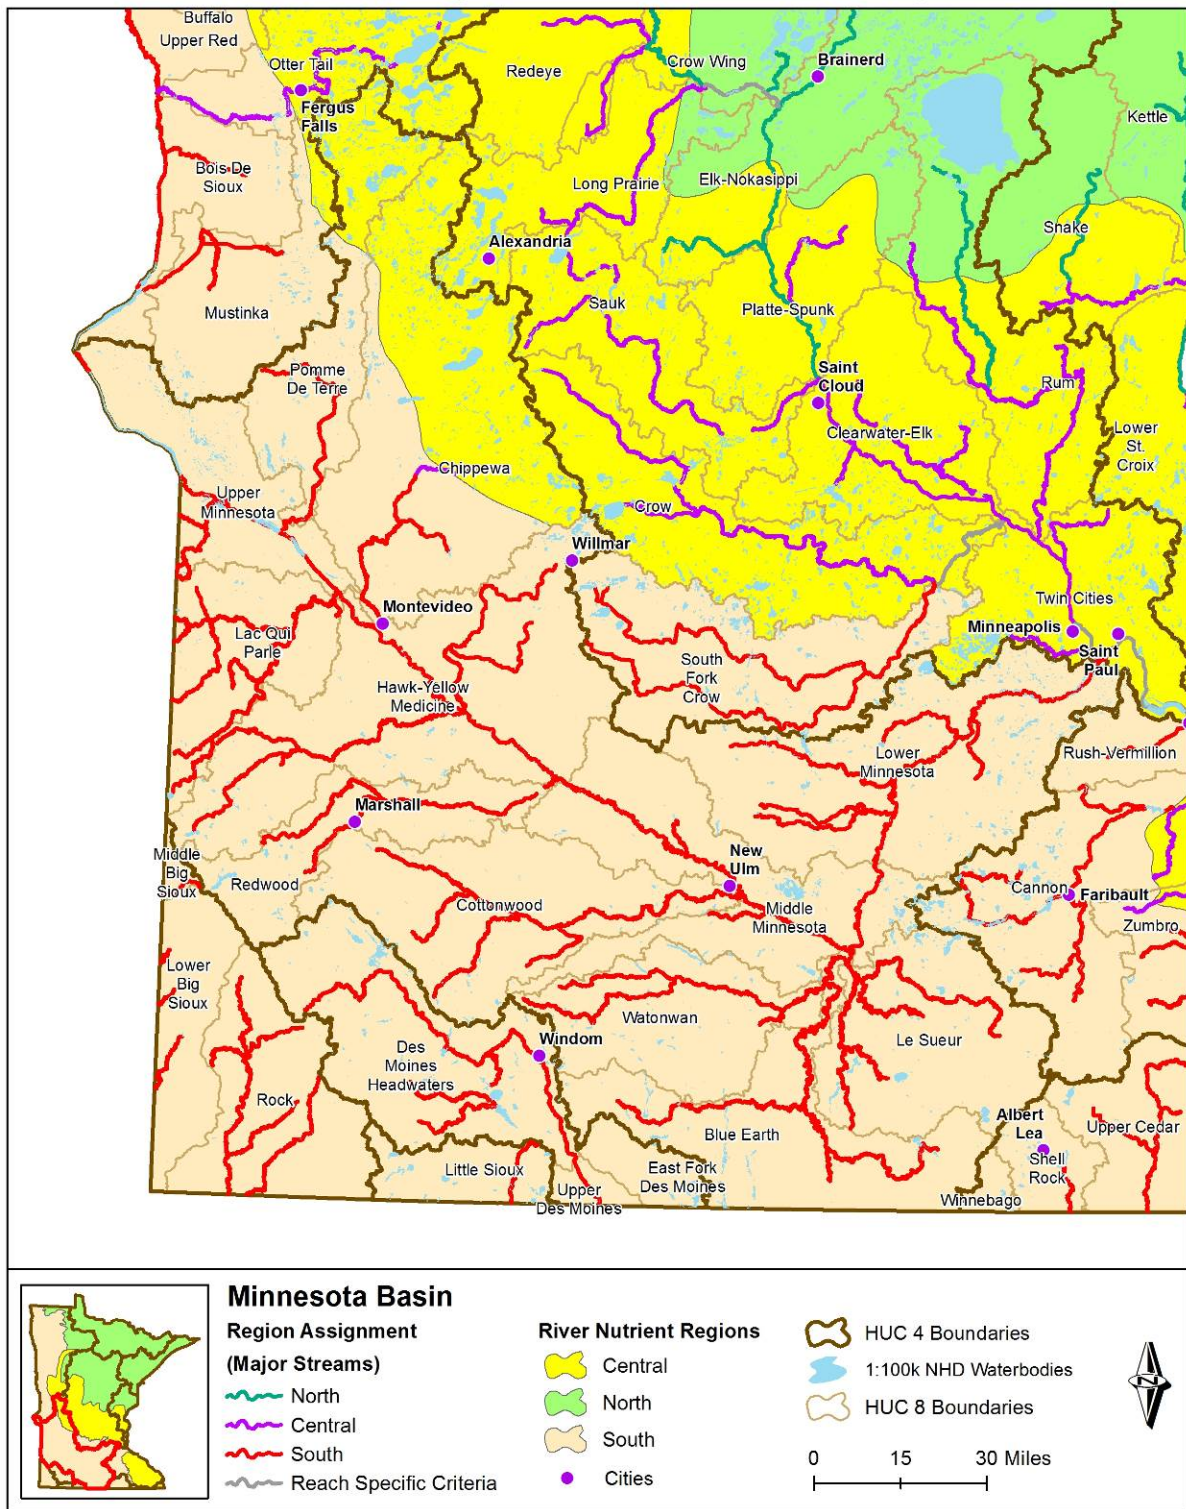 Buffalo
Upper Red
Otter Tail
Fergus
Falls
Redeye
Crow Wing
Brainerd
Kettle
Bois De
Sioux
Long Prairie
Elk-Nokasippi
Snake
Alexandria
Mustinka
Sauk
Platte-Spunk
Pomme
De Terre
Saint
Cloud
Rum
Clearwater-Elk
Lower
St.
Croix
Chippewa
Upper
Minnesota
Crow
Willmar
Montevideo
Twin Cities
Minneapolis
Saint
Paul
Lac Qui
Parle
South
Fork
Crow
Hawk-Yellow
Medicine
Lower
Minnesota
Rush-Vermillion
Marshall
Middle
Big
Sioux
Redwood
New
Ulm
Cottonwood
Middle
Minnesota
Cannon
Faribault
Zumbro
Lower
Big
Sioux
Watonwan
Le Sueur
Windom
Des
Moines
Headwaters
Rock
Albert
Lea
Upper Cedar
Blue Earth
Shell
Rock
Little Sioux
East Fork
Des Moines
Upper
Des Moines
Winnebago
Minnesota Basin
Region Assignment
(Major Streams)
North
Central
South
Reach Specific Criteria
River Nutrient Regions
Central
North
South
Cities
HUC 4 Boundaries
1:100k NHD Waterbodies
HUC 8 Boundaries
0 15 30 Miles
N